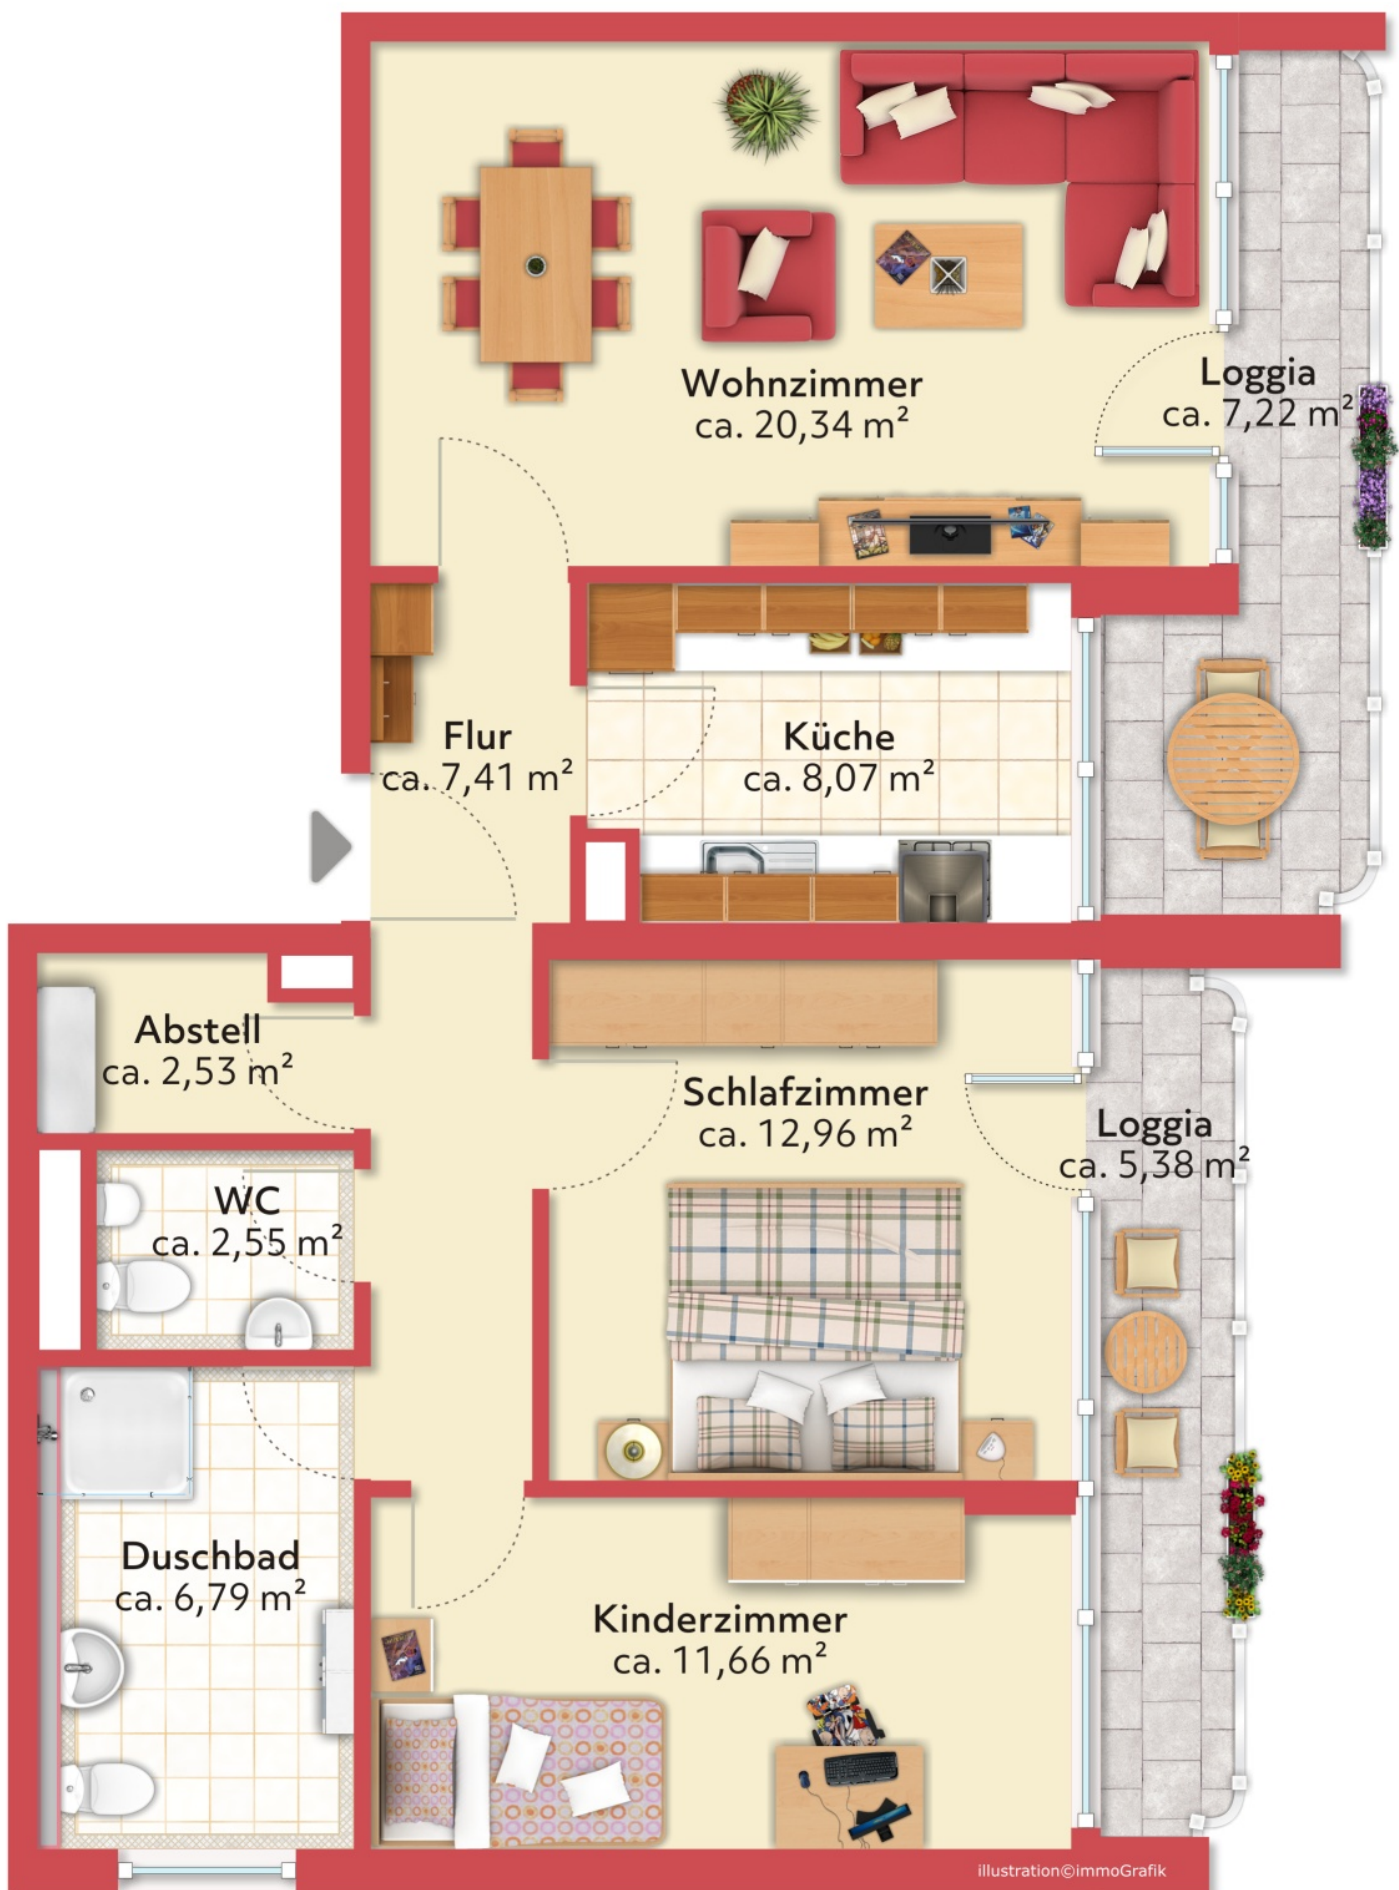 Wohnzimmer
ca. 20,34 m²
Loggia
ca. 7,22 m²
Flur
ca. 7,41 m²
Küche
ca. 8,07 m²
Abstell
ca. 2,53 m²
Schlafzimmer
ca. 12,96 m²
Loggia
ca. 5,38 m²
WC
ca. 2,55 m²
Duschbad
ca. 6,79 m²
Kinderzimmer
ca. 11,66 m²
illustration©immoGrafik